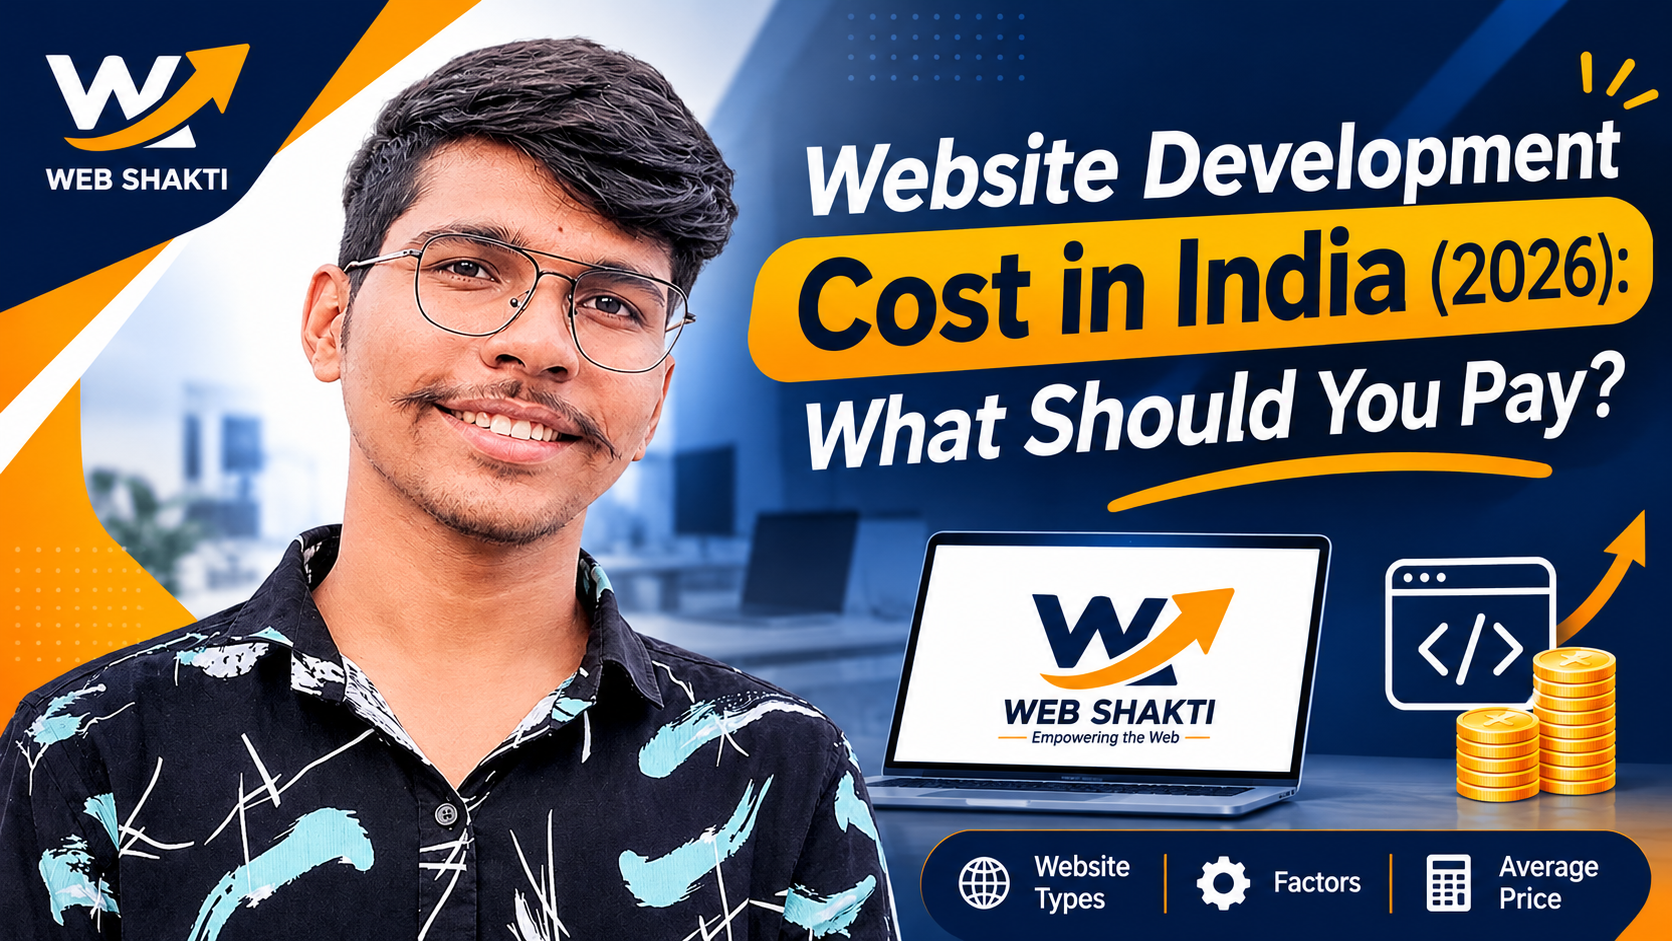 WEB SHAKTI
Website Development
Cost in India (2026):
What Should You Pay?
WEB SHAKTI
Empowering the Web
Website
Types
Factors
Average
Price